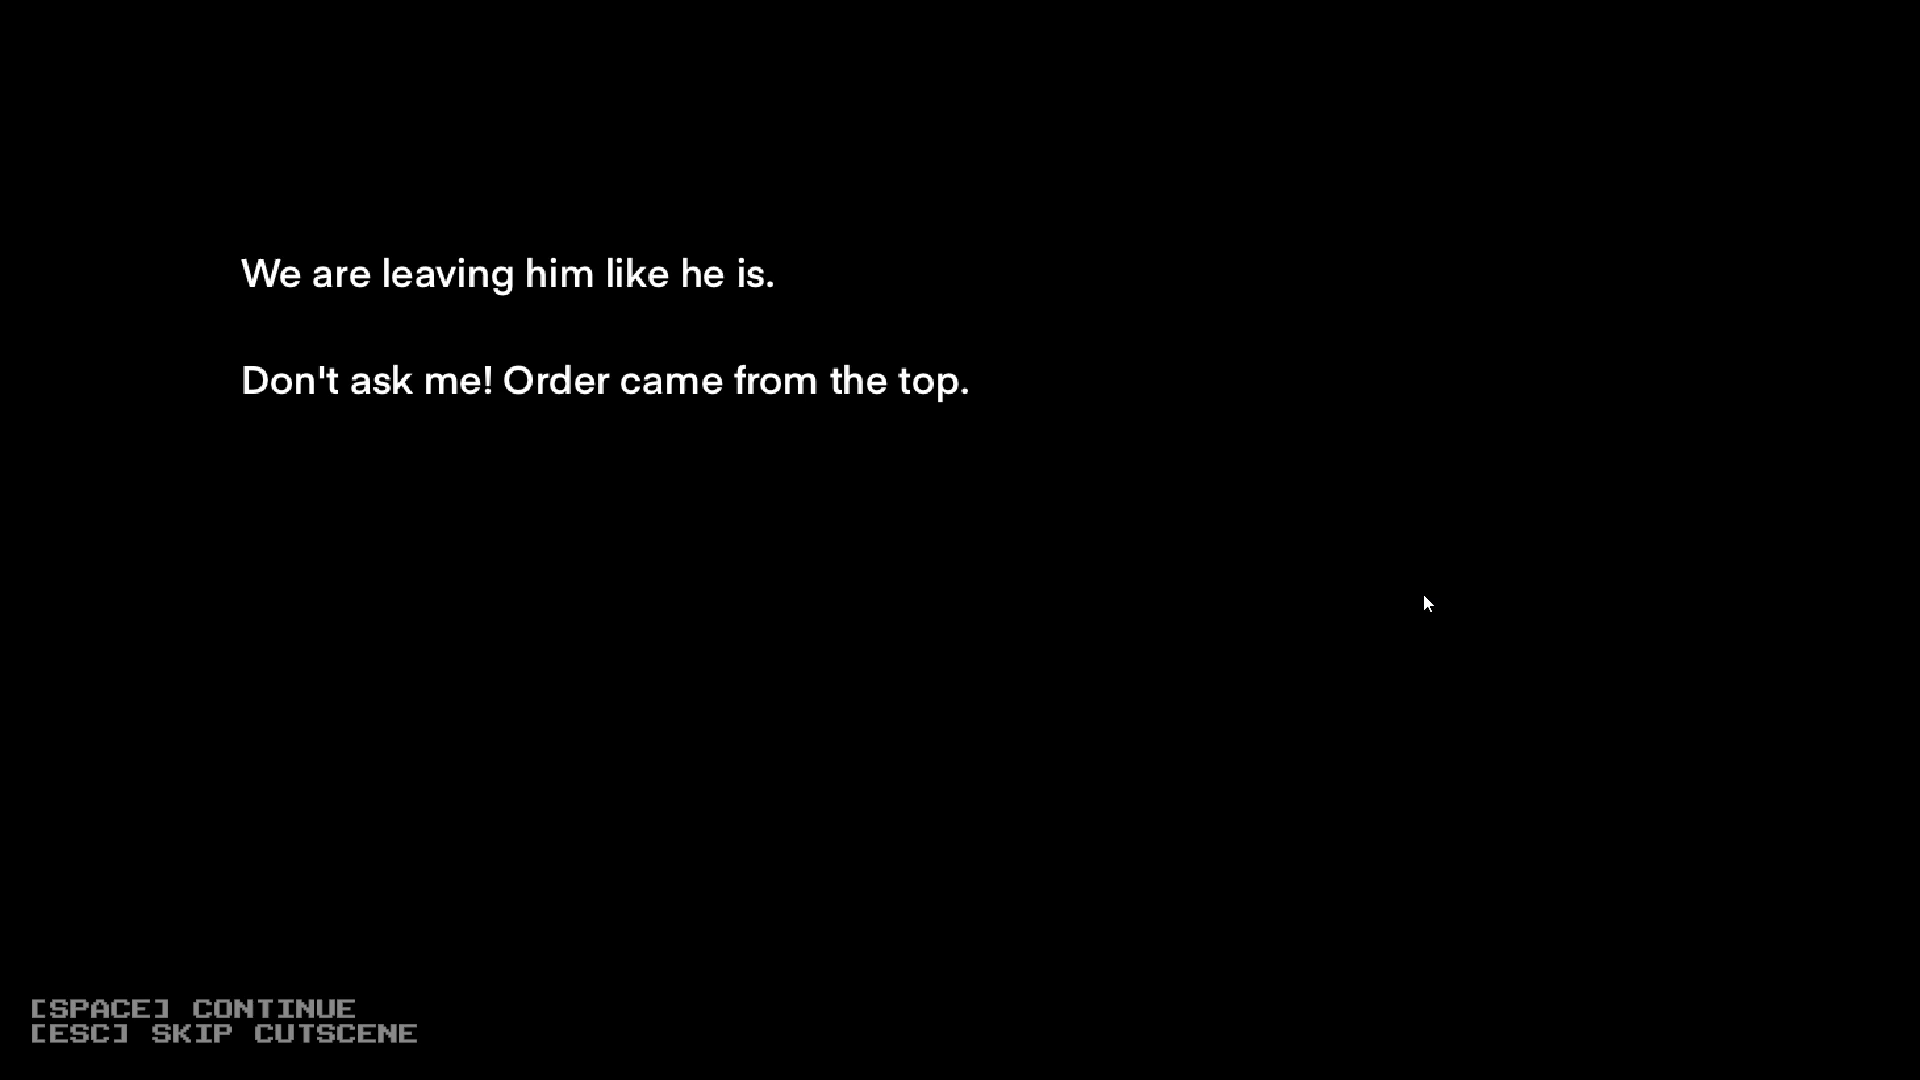 We are leaving him like he is.
Don't ask me! Order came from the top.
[SPACE] CONTINUE
[ESC] SKIP CUTSCENE